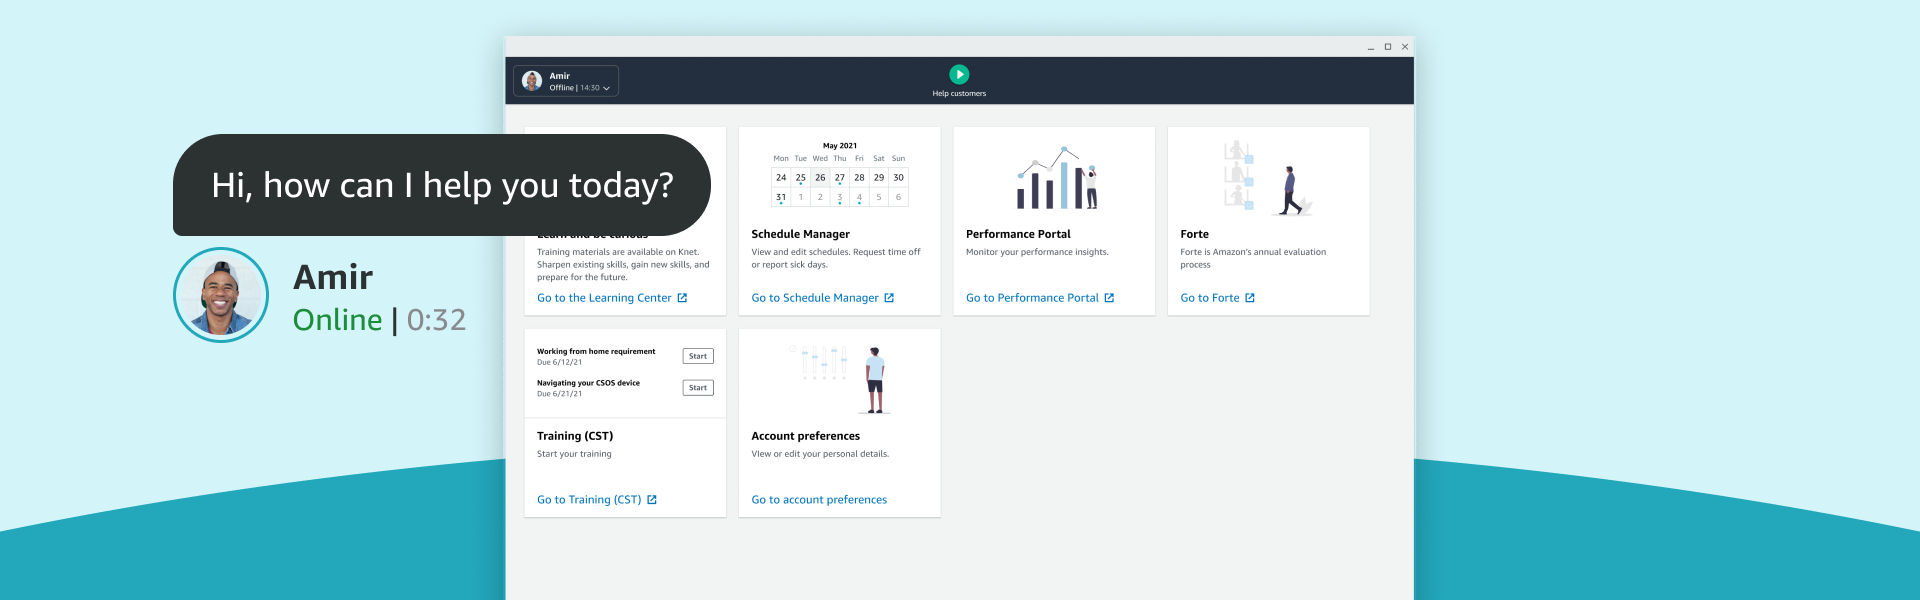 Amir
Offline | 14:30
Help customers
Hi, how can I help you today?
Amir
Online | 0:32
Learn and be curious
Training materials are available on Knet.
Sharpen existing skills, gain new skills, and
prepare for the future.
Go to the Learning Center
May 2021
Mon Tue Wed Thu Fri Sat Sun
24 25 26 27 28 29 30
31 1 2 3 4 5 6
Schedule Manager
View and edit schedules. Request time off
or report sick days.
Go to Schedule Manager
Performance Portal
Monitor your performance insights.
Go to Performance Portal
Forte
Forte is Amazon's annual evaluation
process
Go to Forte
Working from home requirement
Due 6/12/21
Start
Navigating your CSOS device
Due 6/21/21
Start
Training (CST)
Start your training
Go to Training (CST)
Account preferences
VIew or edit your personal details.
Go to account preferences